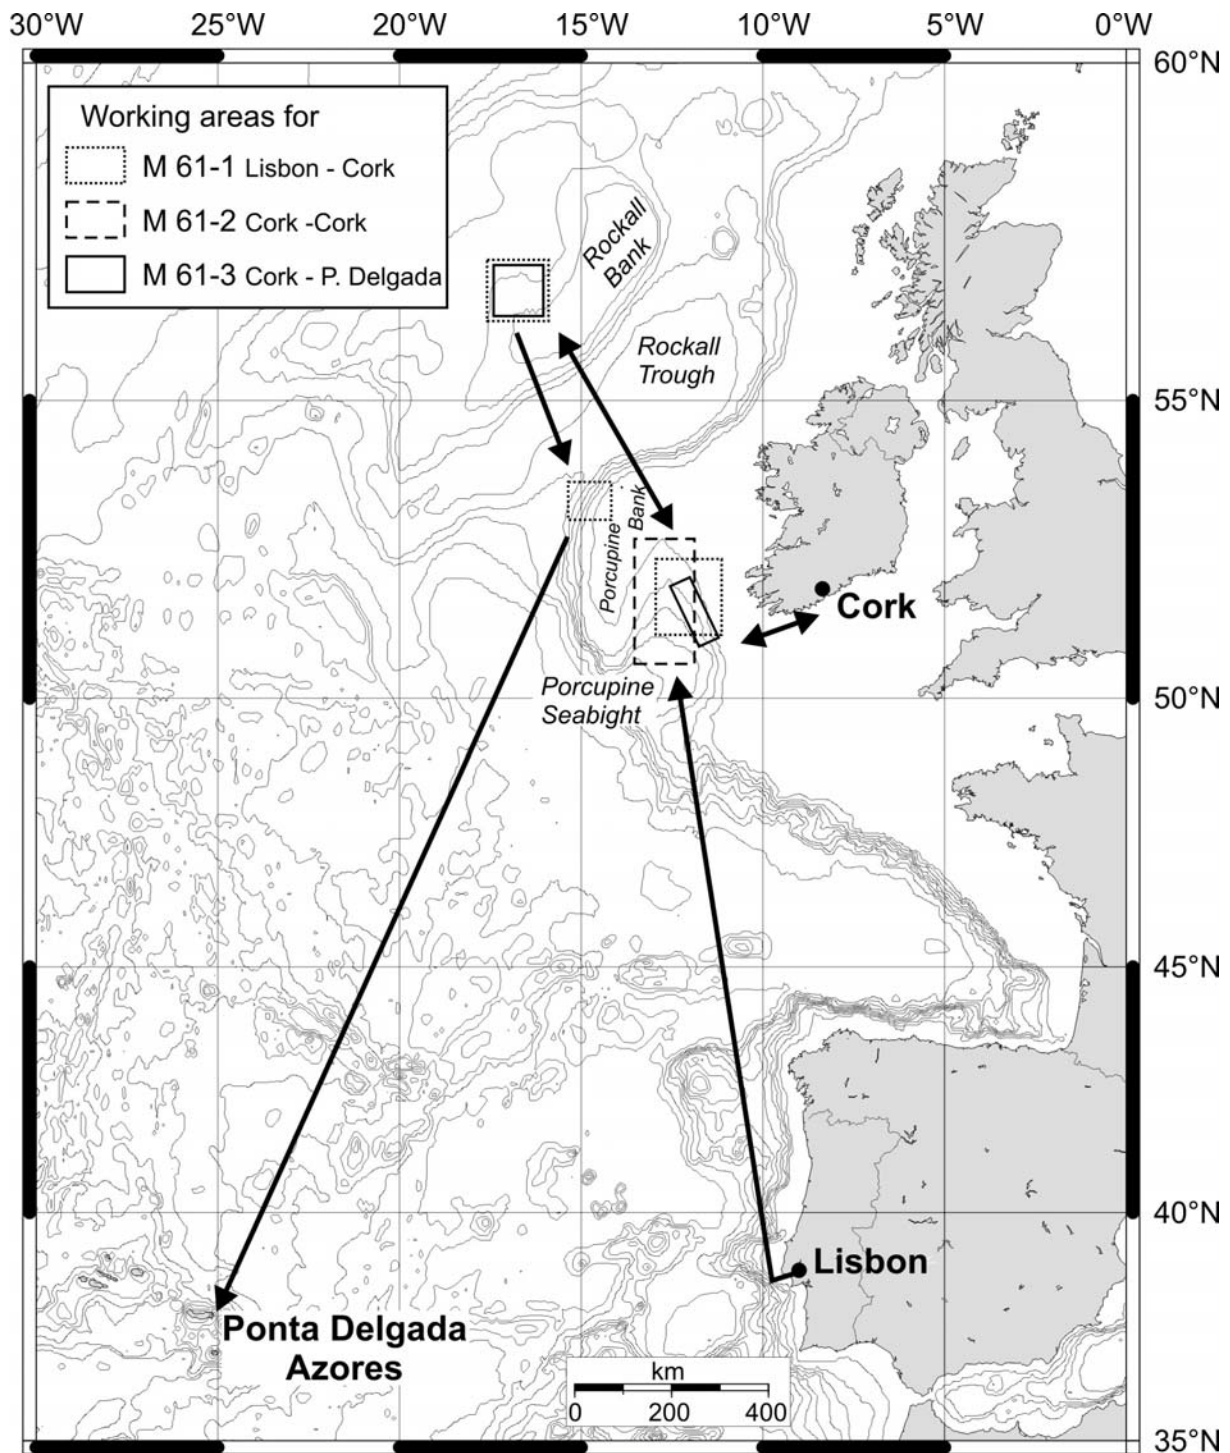 30°W 25°W 20°W 15°W 10°W 5°W 0°W
60°N
Working areas for
M 61-1 Lisbon - Cork
M 61-2 Cork -Cork
M 61-3 Cork - P. Delgada
Rockall
Bank
Rockall
Trough
55°N
Porcupine
Bank
Cork
Porcupine
Seabight
50°N
45°N
40°N
Lisbon
Ponta Delgada
Azores
km
0 200 400
35°N